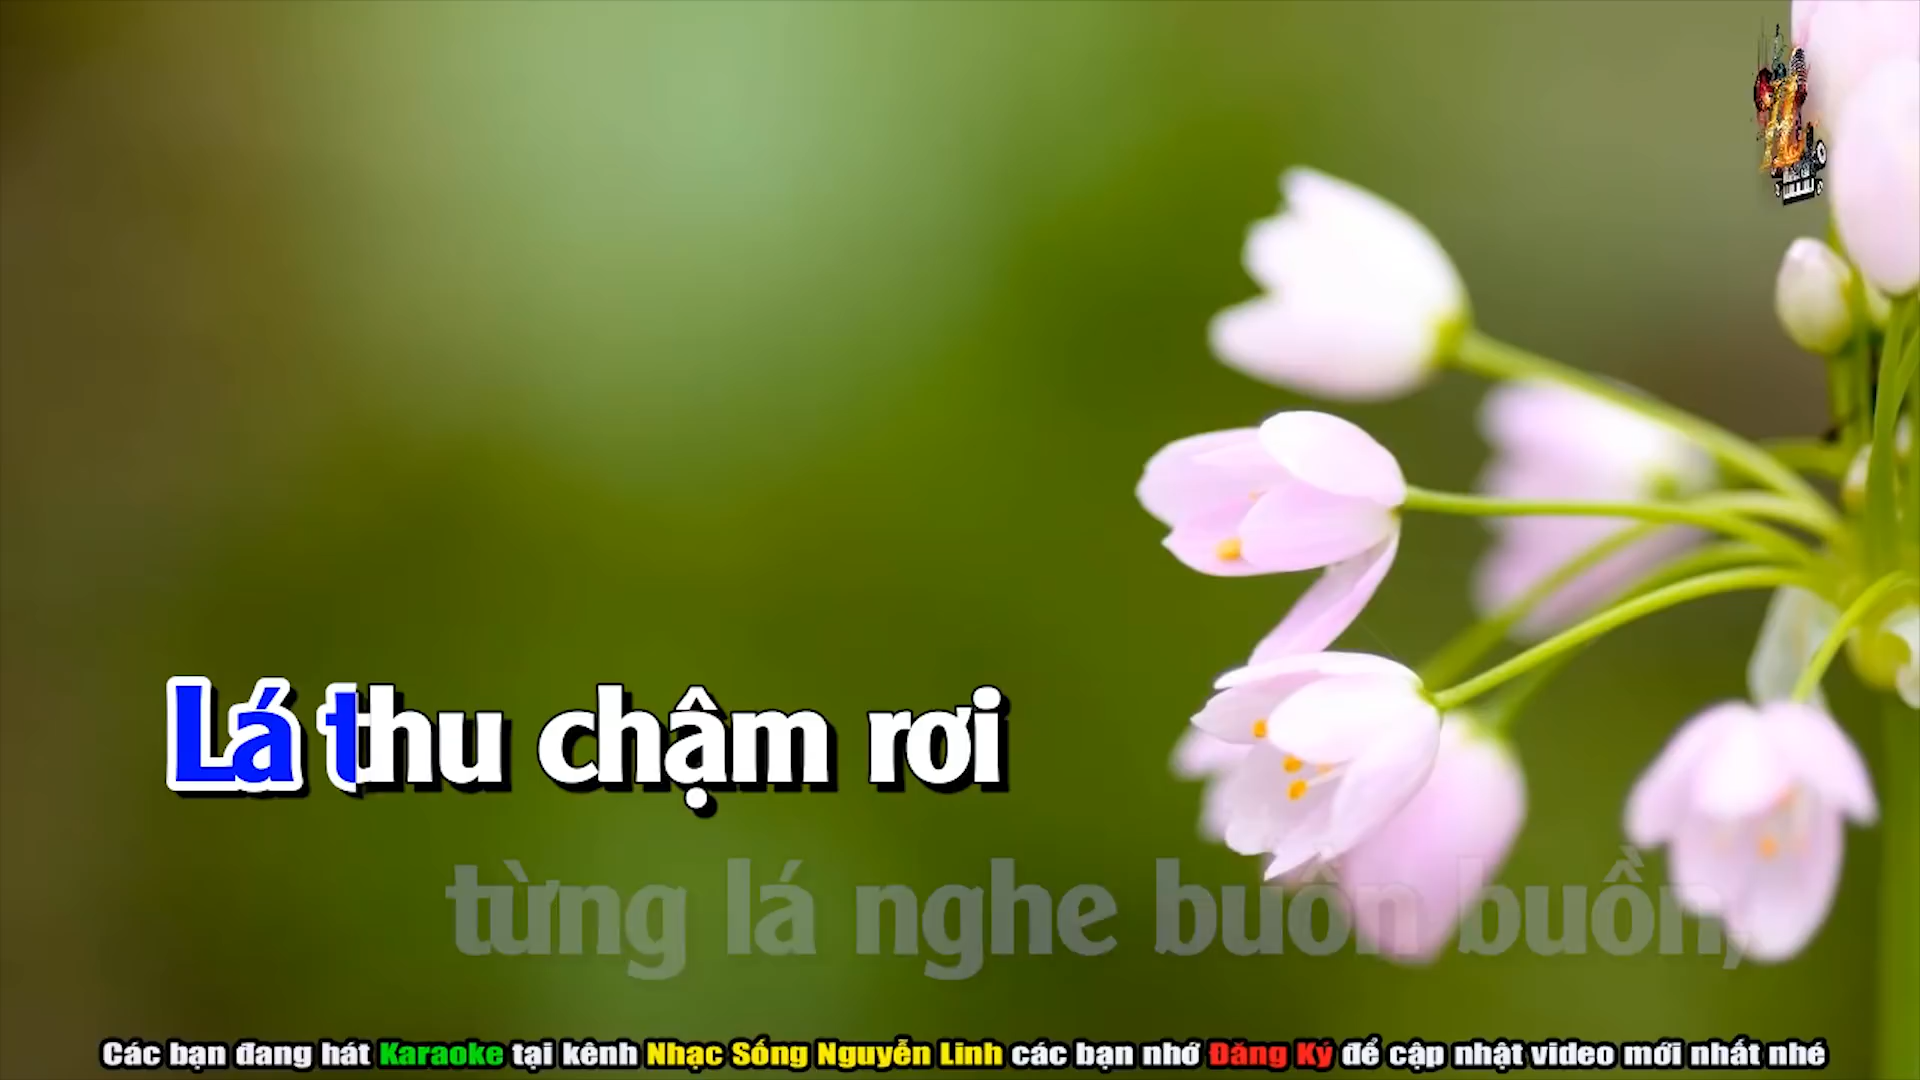 Lá thu chậm rơi
từng lá nghe buồn buồn,
Các bạn đang hát Karaoke tại kênh Nhạc Sống Nguyễn Linh các bạn nhớ Đăng Ký để cập nhật video mới nhất nhé